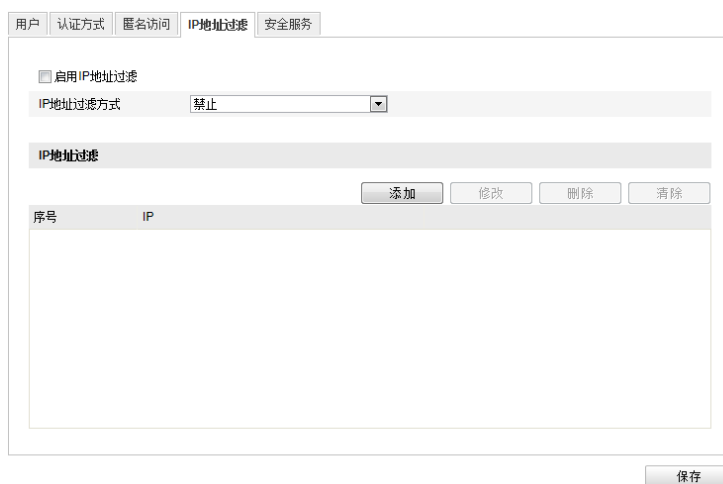 用户 认证方式 匿名访问 IP地址过滤 安全服务
启用IP地址过滤
IP地址过滤方式 禁止
IP地址过滤
添加 修改 删除 清除
序号 IP
保存